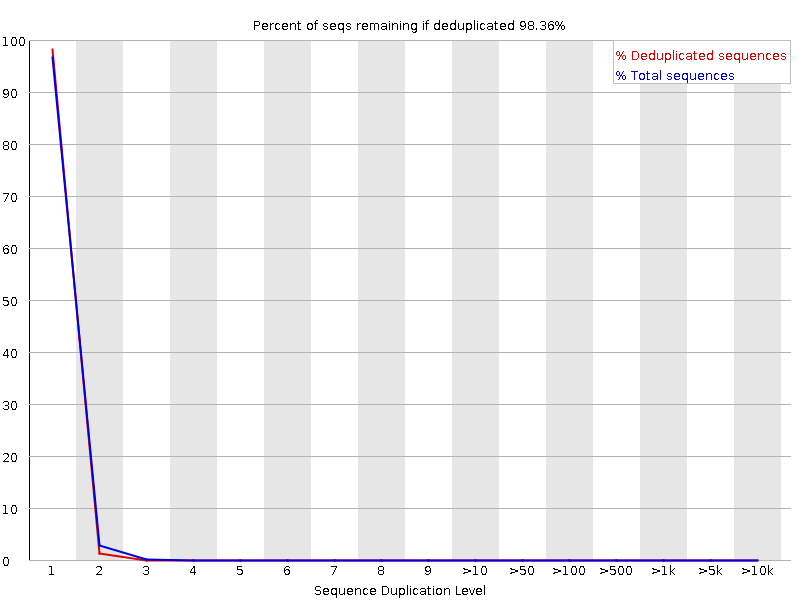 Percent of seqs remaining if deduplicated 98.36%
% Deduplicated sequences
% Total sequences
100
90
80
70
60
50
40
30
20
10
0
1 2 3 4 5 6 7 8 9 >10 >50 >100 >500 >1k >5k >10k
Sequence Duplication Level